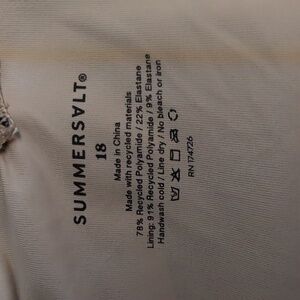 SUMMERSALT®
18
Made in China
Made with recycled materials
78% Recycled Polyamide / 22% Elastane
Lining: 91% Recycled Polyamide / 9% Elastane
Handwash cold / Line dry / No bleach or iron
RN 174726